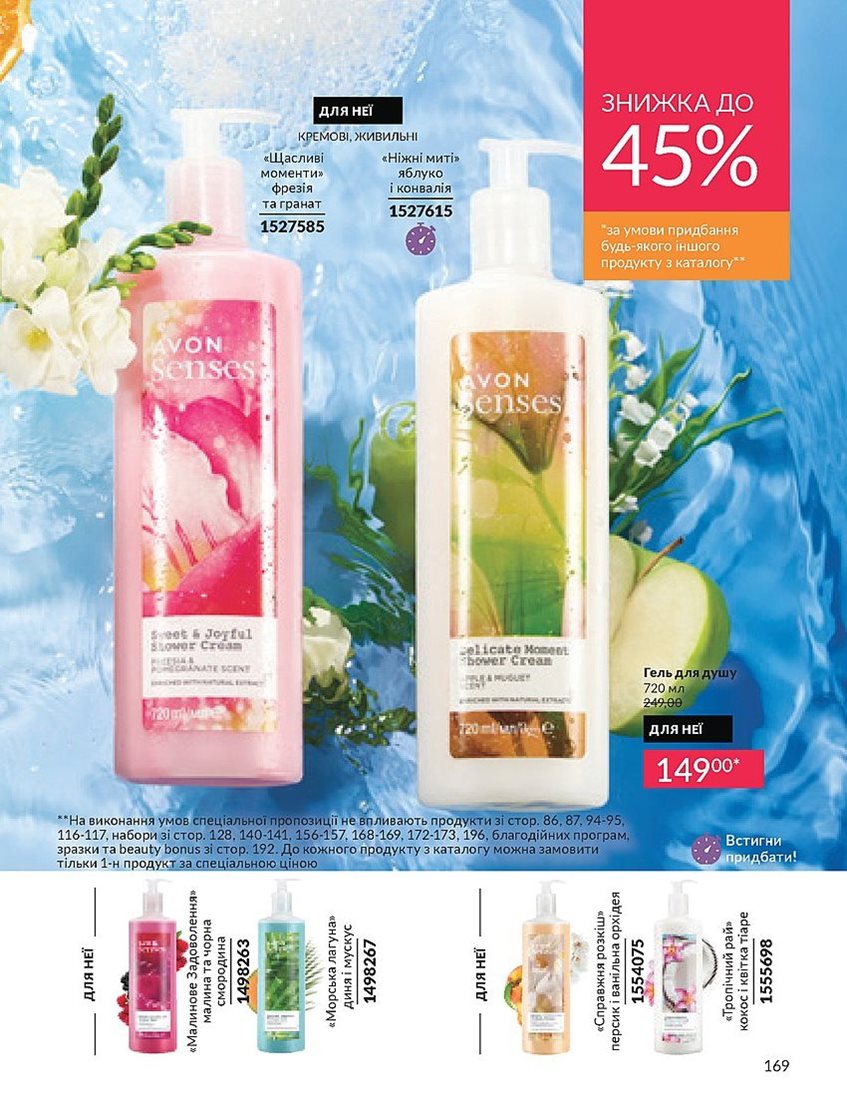 ДЛЯ НЕЇ
КРЕМОВІ, ЖИВИЛЬНІ
«Щасливі
моменти»
фрезія
та гранат
1527585
«Ніжні миті»
яблуко
і конвалія
1527615
ЗНИЖКА ДО
45%
*за умови придбання
будь-якого іншого
продукту з каталогу**
AVON
senses
Sweet & Joyful
Shower Cream
FREESIA &
POMEGRANATE SCENT
ENRICHED WITH NATURAL EXTRACT
720 ml
AVON
senses
Delicate Moment
Shower Cream
APPLE & MUGUET
SCENT
ENRICHED WITH NATURAL EXTRACT
720 ml/мл/℮
Гель для душу
720 мл
249,00
ДЛЯ НЕЇ
14900*
**На виконання умов спеціальної пропозиції не впливають продукти зі стор. 86, 87, 94-95,
116-117, набори зі стор. 128, 140-141, 156-157, 168-169, 172-173, 196, благодійних програм,
зразки та beauty bonus зі стор. 192. До кожного продукту з каталогу можна замовити
тільки 1-н продукт за спеціальною ціною
Встигни
придбати!
ДЛЯ НЕЇ
«Малинове Задоволення»
малина та чорна
смородина
1498263
«Морська лагуна»
диня і мускус
1498267
ДЛЯ НЕЇ
«Справжня розкіш»
персик і ванільна орхідея
1554075
«Тропічний рай»
кокос і квітка тіаре
1555698
169